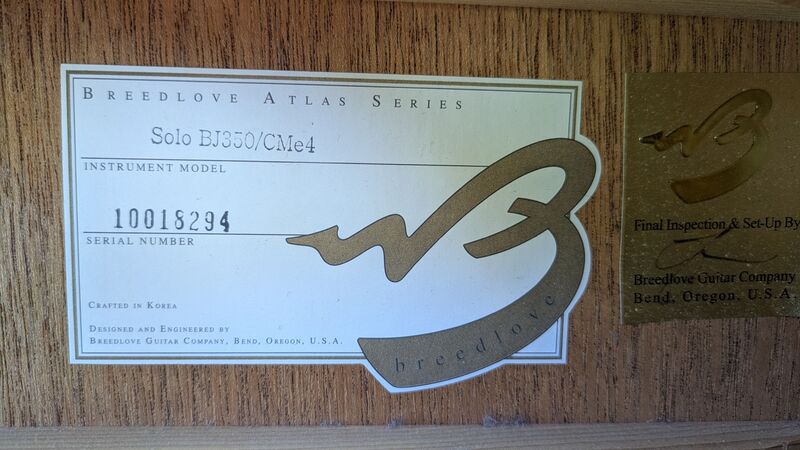 BREEDLOVE ATLAS SERIES
Solo BJ350/CMe4
INSTRUMENT MODEL
10018294
SERIAL NUMBER
CRAFTED IN KOREA
DESIGNED AND ENGINEERED BY
BREEDLOVE GUITAR COMPANY, BEND, OREGON, U.S.A.
breedlove
Final Inspection & Set-Up By
Breedlove Guitar Company
Bend, Oregon, U.S.A.